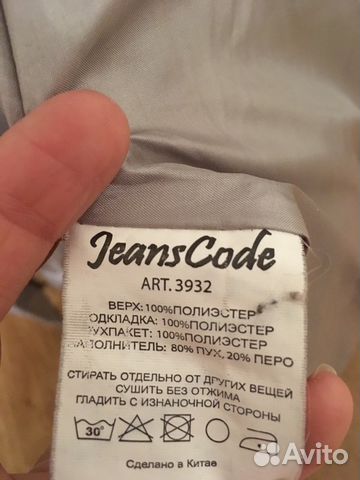 JeansCode
ART. 3932
ВЕРХ: 100%ПОЛИЭСТЕР
ОДКЛАДКА: 100%ПОЛИЭСТЕР
УХПАКЕТ: 100%ПОЛИЭСТЕР
АПОЛНИТЕЛЬ: 80% ПУХ, 20% ПЕРО
СТИРАТЬ ОТДЕЛЬНО ОТ ДРУГИХ ВЕЩЕЙ
СУШИТЬ БЕЗ ОТЖИМА
ГЛАДИТЬ С ИЗНАНОЧНОЙ СТОРОНЫ
30°
Сделано в Китае
Avito